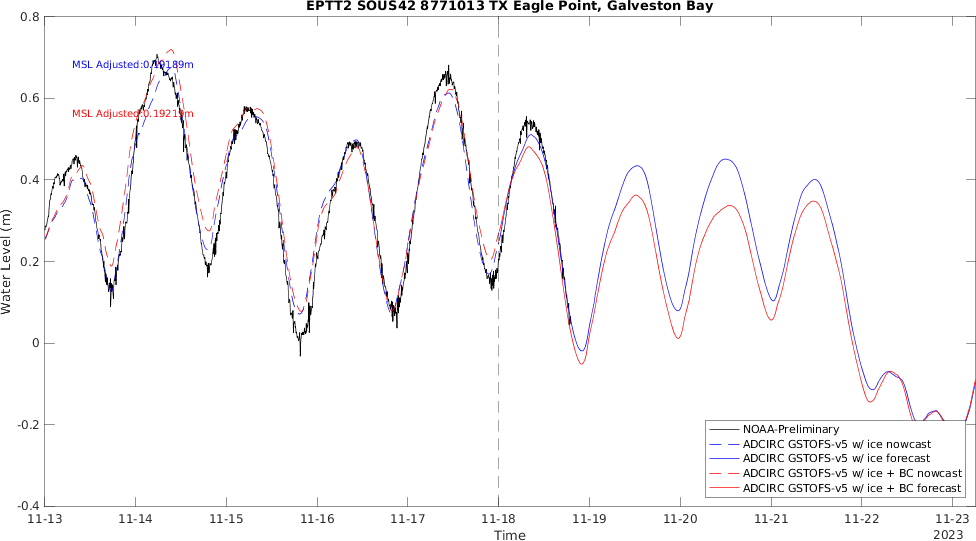 EPTT2 SOUS42 8771013 TX Eagle Point, Galveston Bay
0.8
0.6
0.4
0.2
0
-0.2
-0.4
Water Level (m)
MSL Adjusted:0.19189m
MSL Adjusted:0.19219m
NOAA-Preliminary
ADCIRC GSTOFS-v5 w/ ice nowcast
ADCIRC GSTOFS-v5 w/ ice forecast
ADCIRC GSTOFS-v5 w/ ice + BC nowcast
ADCIRC GSTOFS-v5 w/ ice + BC forecast
11-13 11-14 11-15 11-16 11-17 11-18 11-19 11-20 11-21 11-22 11-23
Time
2023